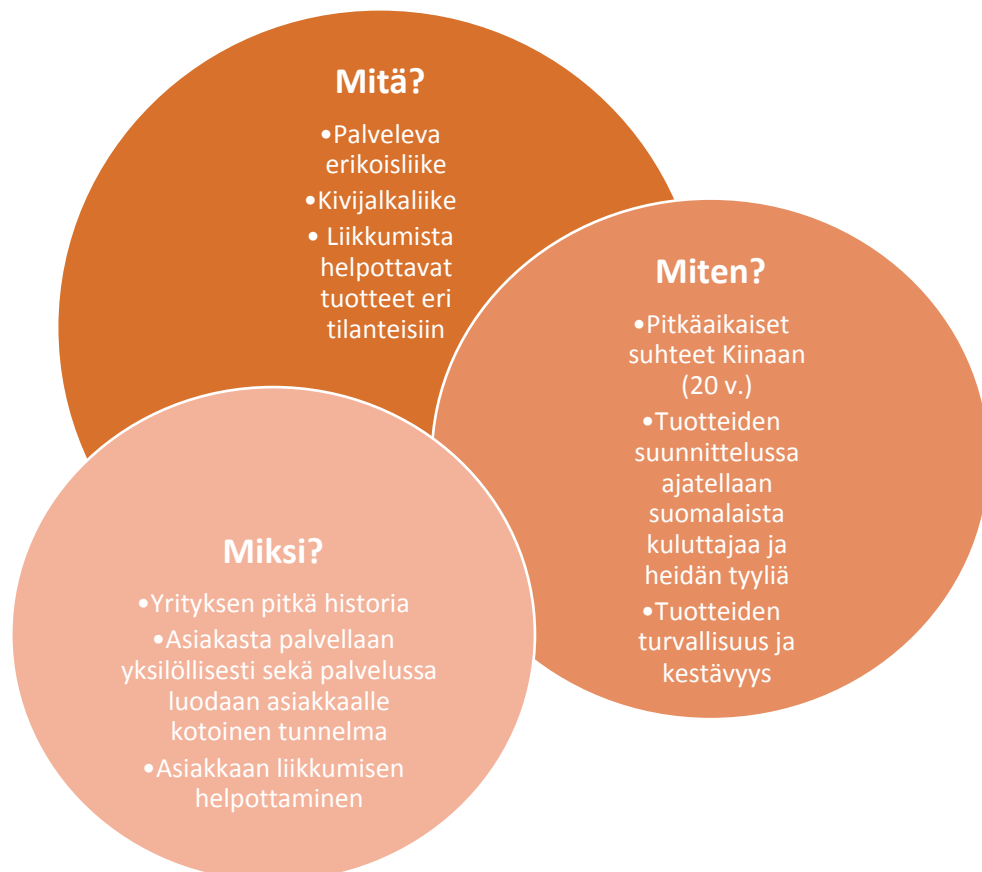 Mitä?
•Palveleva
erikoisliike
•Kivijalkaliike
• Liikkumista
helpottavat
tuotteet eri
tilanteisiin
Miten?
•Pitkäaikaiset
suhteet Kiinaan
(20 v.)
•Tuotteiden
suunnittelussa
ajatellaan
suomalaista
kuluttajaa ja
heidän tyyliä
•Tuotteiden
turvallisuus ja
kestävyys
Miksi?
•Yrityksen pitkä historia
•Asiakasta palvellaan
yksilöllisesti sekä palvelussa
luodaan asiakkaalle
kotoinen tunnelma
•Asiakkaan liikkumisen
helpottaminen